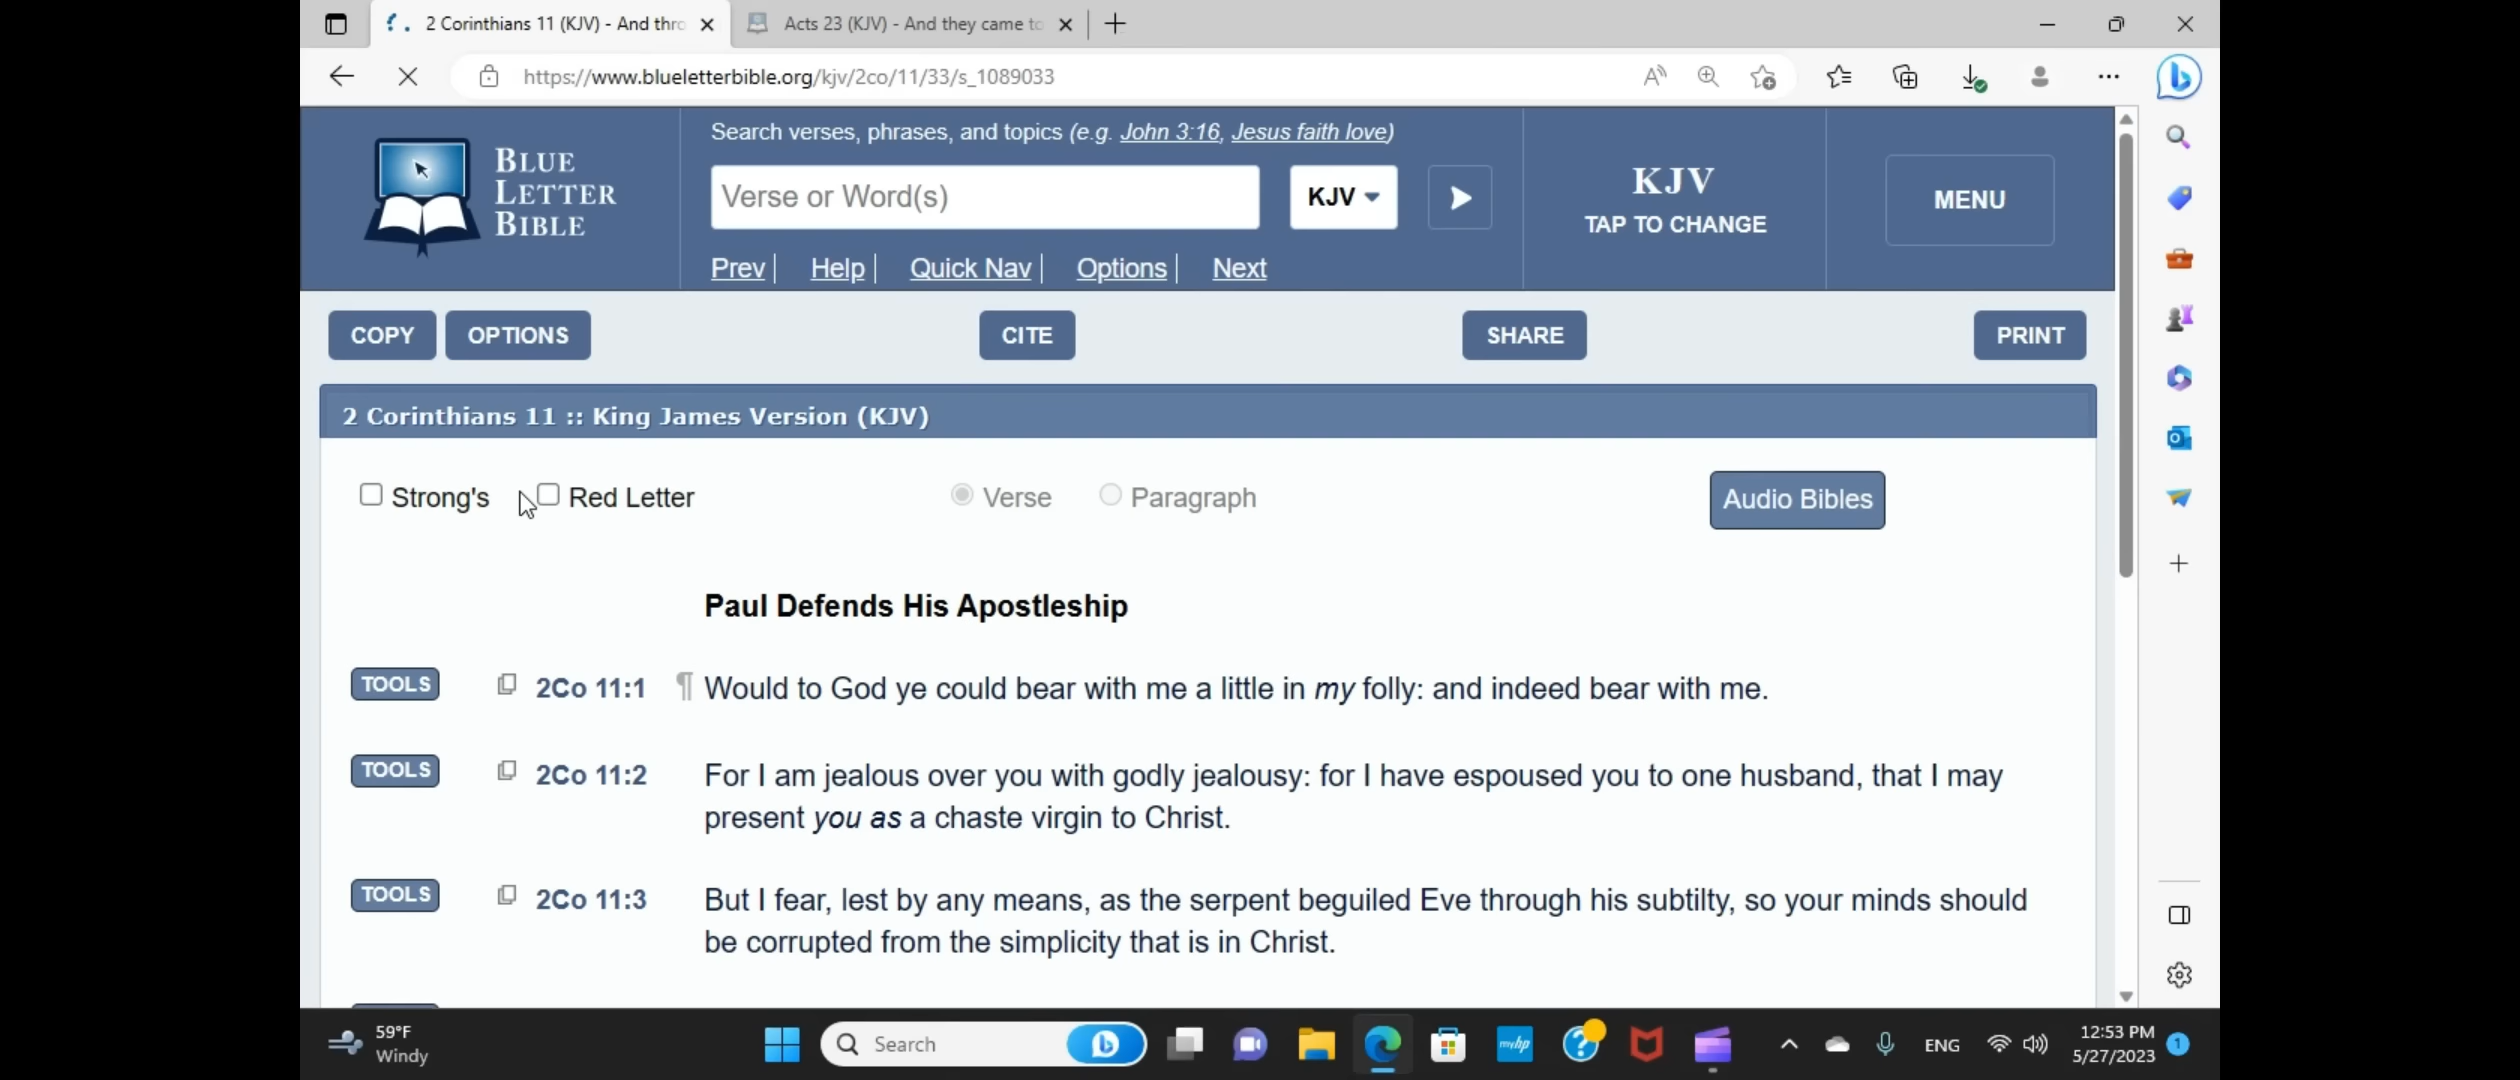 2 Corinthians 11 (KJV) - And thro
Acts 23 (KJV) - And they came to
https://www.blueletterbible.org/kjv/2co/11/33/s_1089033
BLUE
LETTER
BIBLE
Search verses, phrases, and topics (e.g. John 3:16, Jesus faith love)
Verse or Word(s)
KJV
Prev | Help | Quick Nav | Options | Next
KJV
TAP TO CHANGE
MENU
COPY OPTIONS CITE SHARE PRINT
2 Corinthians 11 :: King James Version (KJV)
Strong's Red Letter Verse Paragraph Audio Bibles
Paul Defends His Apostleship
TOOLS 2Co 11:1 ¶ Would to God ye could bear with me a little in my folly: and indeed bear with me.
TOOLS 2Co 11:2 For I am jealous over you with godly jealousy: for I have espoused you to one husband, that I may
present you as a chaste virgin to Christ.
TOOLS 2Co 11:3 But I fear, lest by any means, as the serpent beguiled Eve through his subtilty, so your minds should
be corrupted from the simplicity that is in Christ.
59°F
Windy
Search
myhp
ENG
12:53 PM
5/27/2023
1